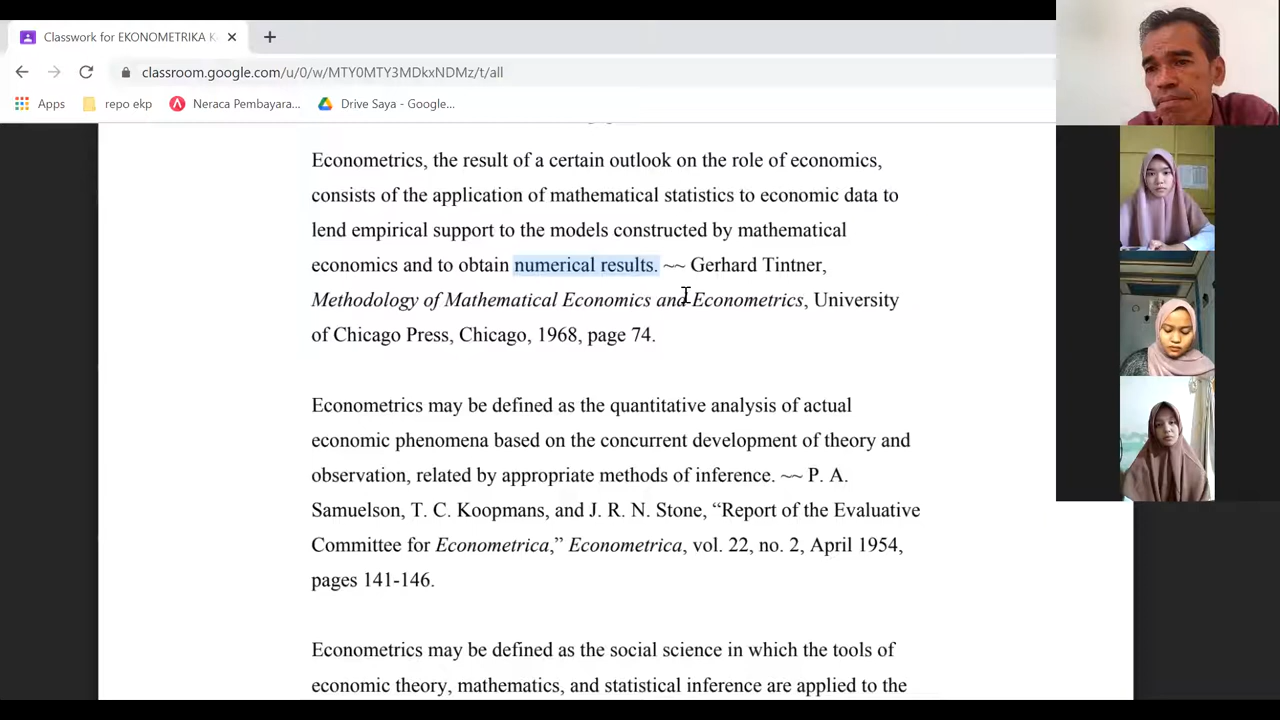 Classwork for EKONOMETRIKA K
classroom.google.com/u/0/w/MTY0MTY3MDkxNDMz/t/all
Apps repo ekp Neraca Pembayara... Drive Saya - Google...
Econometrics, the result of a certain outlook on the role of economics,
consists of the application of mathematical statistics to economic data to
lend empirical support to the models constructed by mathematical
economics and to obtain numerical results. ~~ Gerhard Tintner,
Methodology of Mathematical Economics and Econometrics, University
of Chicago Press, Chicago, 1968, page 74.
Econometrics may be defined as the quantitative analysis of actual
economic phenomena based on the concurrent development of theory and
observation, related by appropriate methods of inference. ~~ P. A.
Samuelson, T. C. Koopmans, and J. R. N. Stone, “Report of the Evaluative
Committee for Econometrica,” Econometrica, vol. 22, no. 2, April 1954,
pages 141-146.
Econometrics may be defined as the social science in which the tools of
economic theory, mathematics, and statistical inference are applied to the